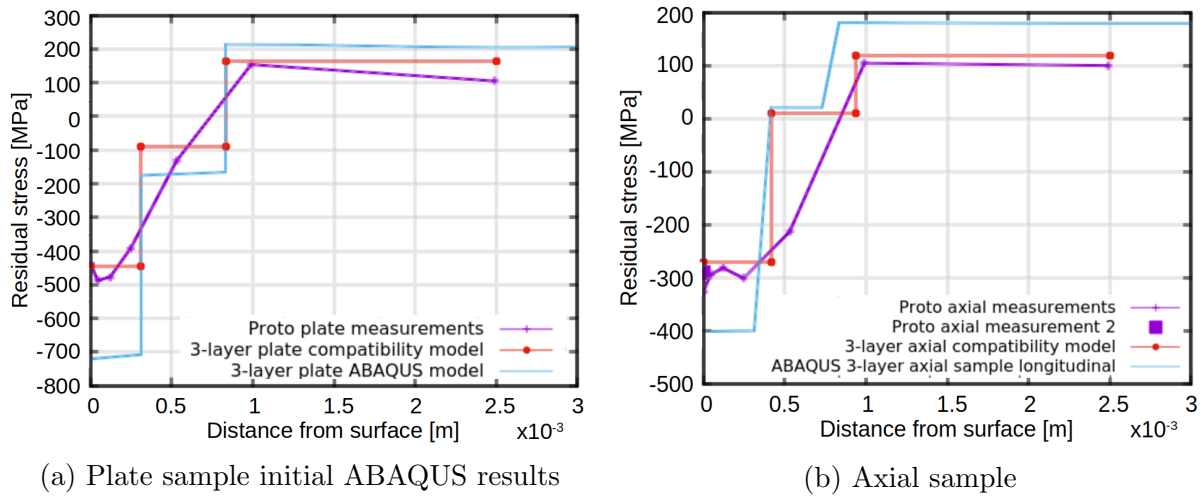 300
200
100
0
-100
-200
-300
-400
-500
-600
-700
-800
Residual stress [MPa]
Proto plate measurements
3-layer plate compatibility model
3-layer plate ABAQUS model
0 0.5 1 1.5 2 2.5 3
Distance from surface [m] x10-3
(a) Plate sample initial ABAQUS results
200
100
0
-100
-200
-300
-400
-500
Residual stress [MPa]
Proto axial measurements
Proto axial measurement 2
3-layer axial compatibility model
ABAQUS 3-layer axial sample longitudinal
0 0.5 1 1.5 2 2.5 3
Distance from surface [m] x10-3
(b) Axial sample